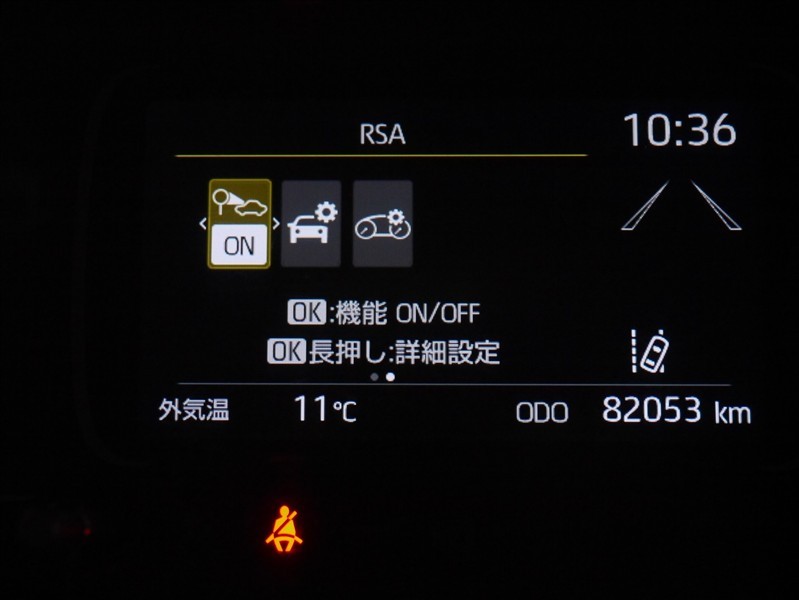 RSA
10:36
ON
OK:機能 ON/OFF
OK長押し:詳細設定
外気温 11℃ ODO 82053 km